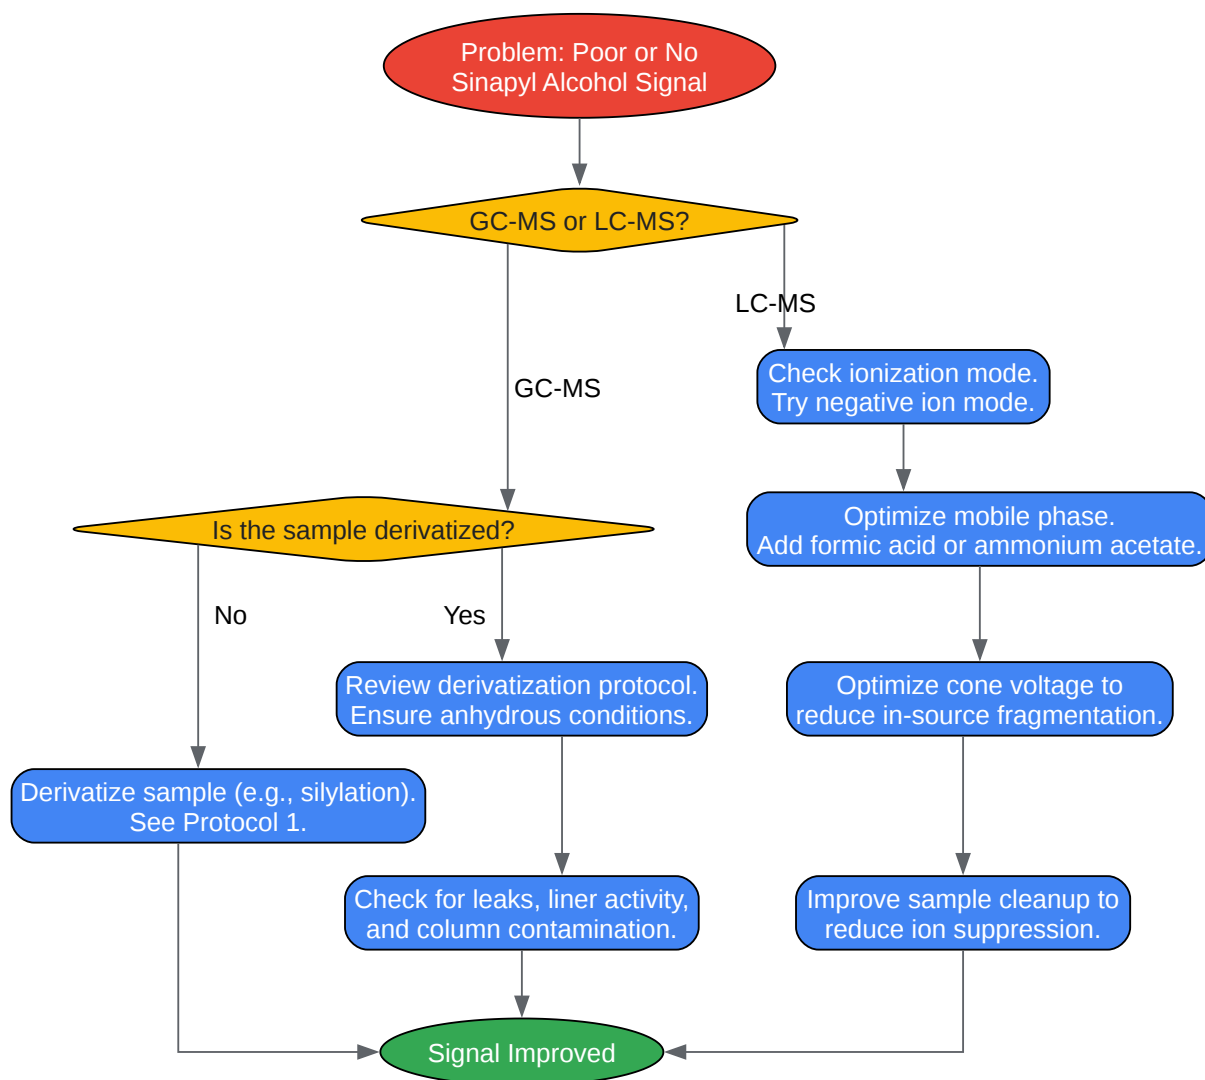 Problem: Poor or No
Sinapyl Alcohol Signal
GC-MS or LC-MS?
LC-MS
Check ionization mode.
Try negative ion mode.
GC-MS
Optimize mobile phase.
Add formic acid or ammonium acetate.
Is the sample derivatized?
No
Yes
Review derivatization protocol.
Ensure anhydrous conditions.
Optimize cone voltage to
reduce in-source fragmentation.
Derivatize sample (e.g., silylation).
See Protocol 1.
Check for leaks, liner activity,
and column contamination.
Improve sample cleanup to
reduce ion suppression.
Signal Improved